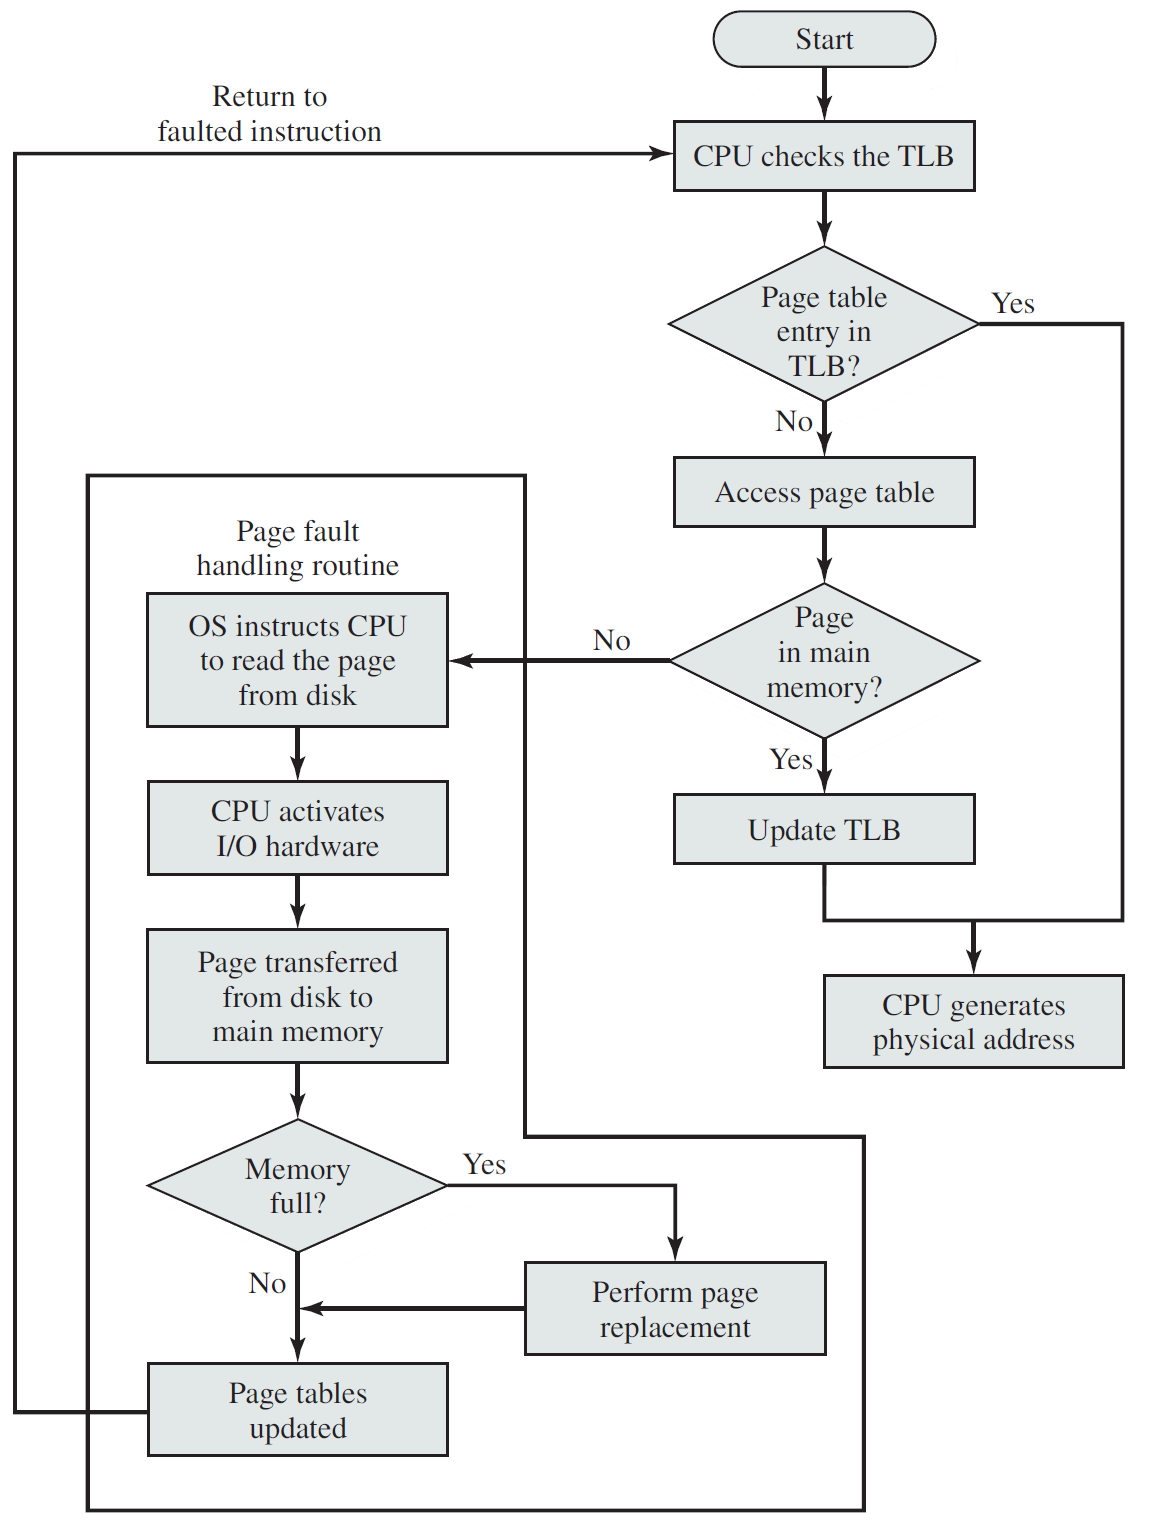 Start
Return to
faulted instruction
CPU checks the TLB
Page table
entry in
TLB?
Yes
No
Access page table
Page fault
handling routine
OS instructs CPU
to read the page
from disk
No
Page
in main
memory?
Yes
CPU activates
I/O hardware
Update TLB
Page transferred
from disk to
main memory
CPU generates
physical address
Memory
full?
Yes
No
Perform page
replacement
Page tables
updated